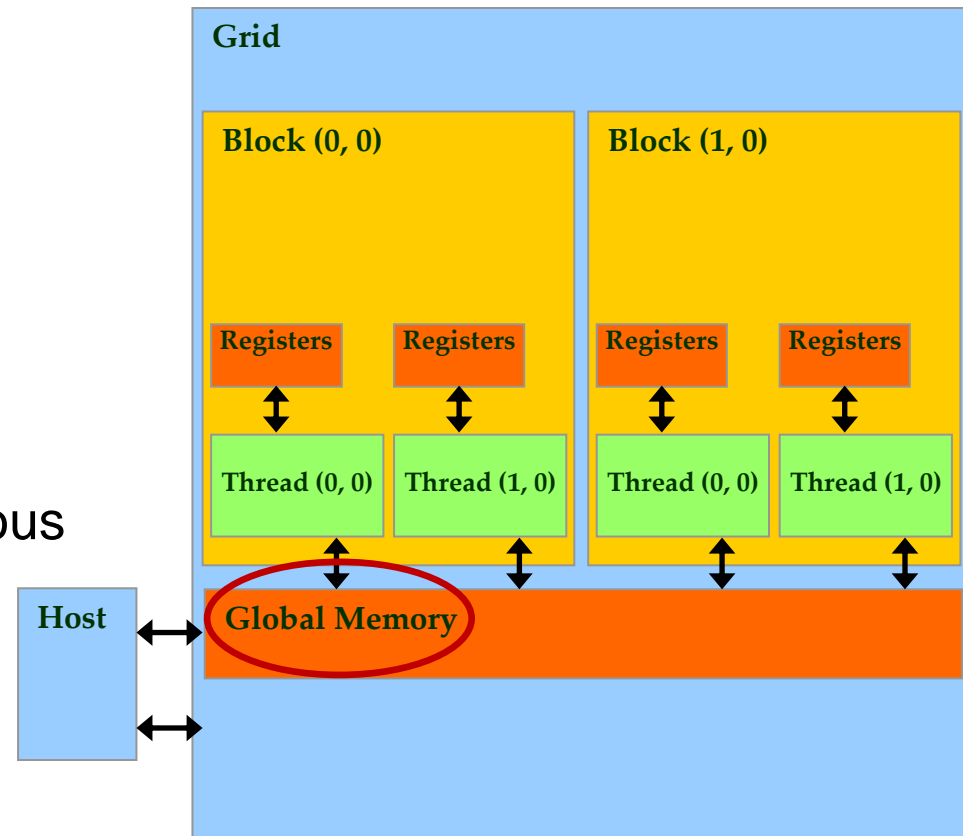 Grid
Block (0, 0)
Block (1, 0)
Registers
Registers
Registers
Registers
Thread (0, 0)
Thread (1, 0)
Thread (0, 0)
Thread (1, 0)
ous
Host
Global Memory